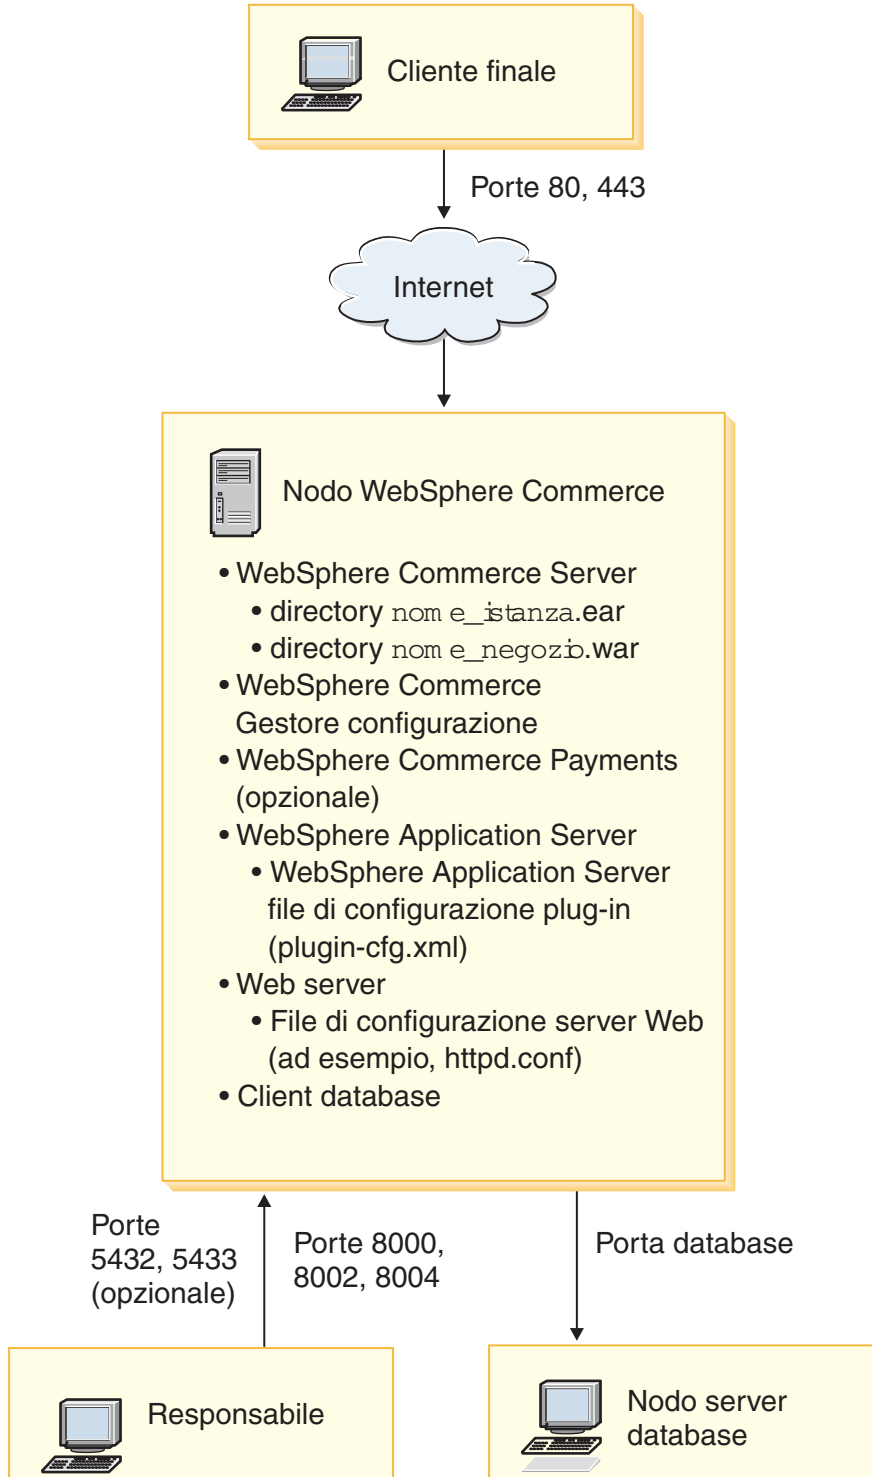 Cliente finale
Porte 80, 443
Internet
Nodo WebSphere Commerce
• WebSphere Commerce Server
• directory nome_istanza.ear
• directory nome_negozio.war
• WebSphere Commerce
Gestore configurazione
• WebSphere Commerce Payments
(opzionale)
• WebSphere Application Server
• WebSphere Application Server
file di configurazione plug-in
(plugin-cfg.xml)
• Web server
• File di configurazione server Web
(ad esempio, httpd.conf)
• Client database
Porte
5432, 5433
(opzionale)
Porte 8000,
8002, 8004
Porta database
Responsabile
Nodo server
database